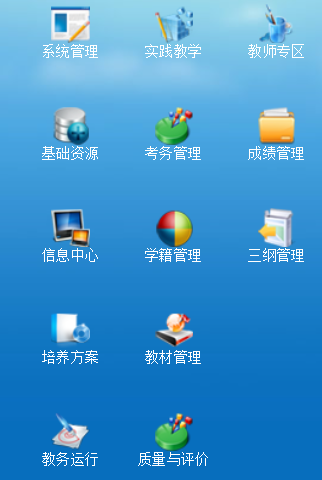 系统管理
实践教学
教师专区
基础资源
考务管理
成绩管理
信息中心
学籍管理
三纲管理
培养方案
教材管理
教务运行
质量与评价